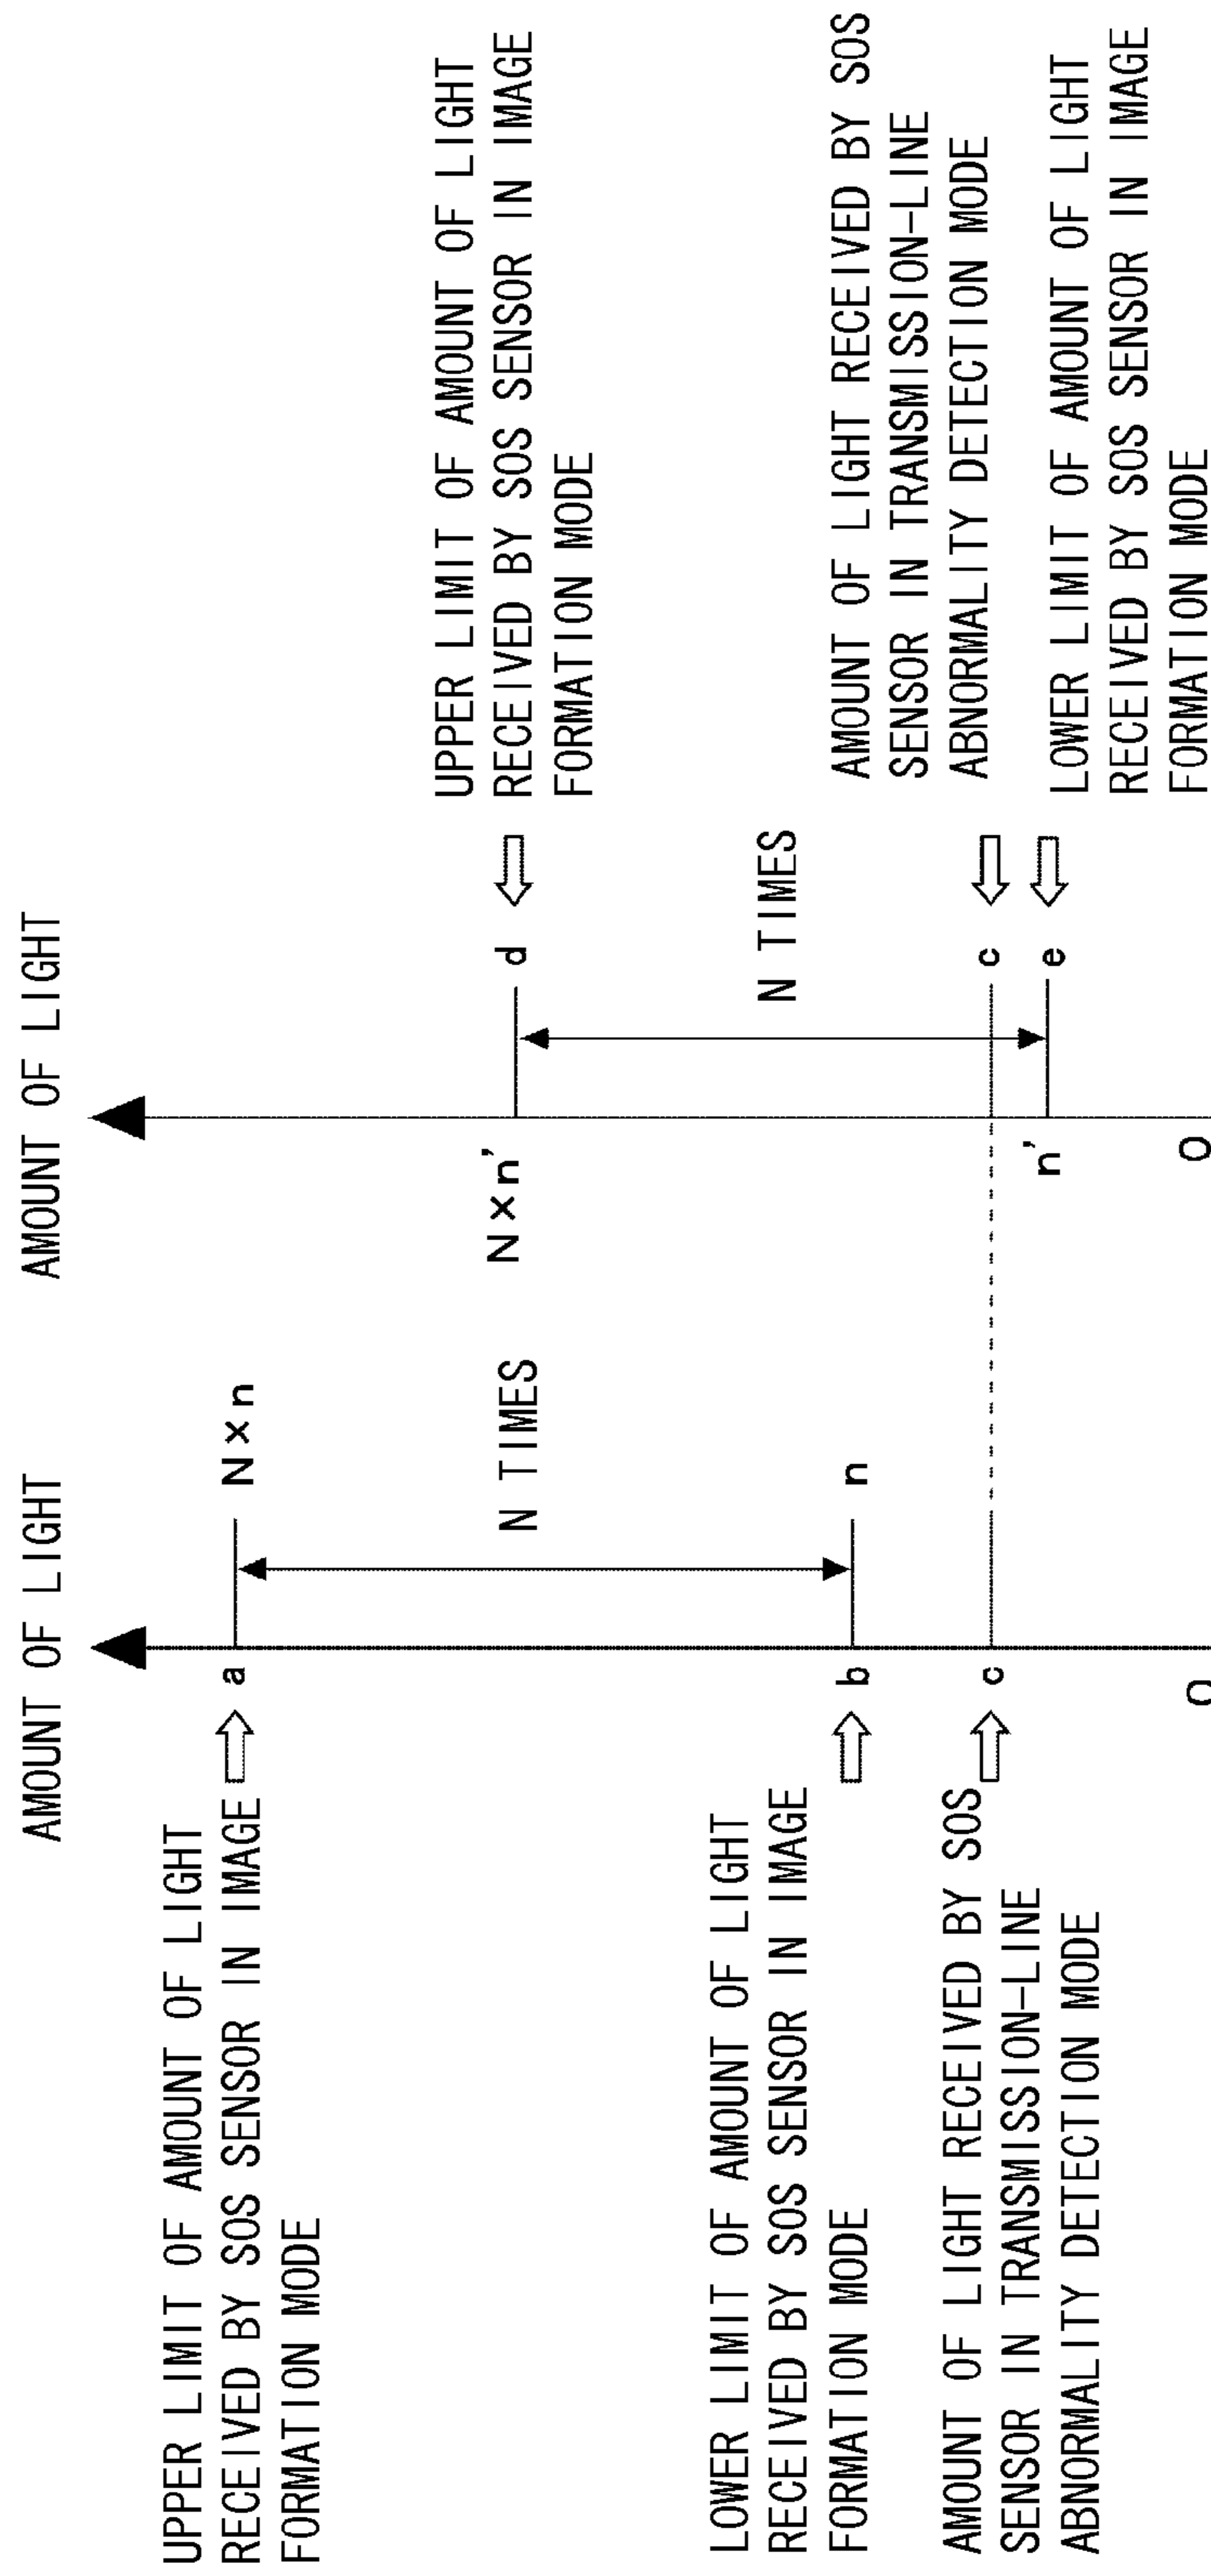 AMOUNT OF LIGHT
UPPER LIMIT OF AMOUNT OF LIGHT
RECEIVED BY SOS SENSOR IN IMAGE
FORMATION MODE
a
N×n
N TIMES
LOWER LIMIT OF AMOUNT OF LIGHT
RECEIVED BY SOS SENSOR IN IMAGE
FORMATION MODE
b
n
AMOUNT OF LIGHT RECEIVED BY SOS
SENSOR IN TRANSMISSION-LINE
ABNORMALITY DETECTION MODE
c
0
AMOUNT OF LIGHT
N×n'
d
UPPER LIMIT OF AMOUNT OF LIGHT
RECEIVED BY SOS SENSOR IN IMAGE
FORMATION MODE
N TIMES
c
AMOUNT OF LIGHT RECEIVED BY SOS
SENSOR IN TRANSMISSION-LINE
ABNORMALITY DETECTION MODE
n'
e
LOWER LIMIT OF AMOUNT OF LIGHT
RECEIVED BY SOS SENSOR IN IMAGE
FORMATION MODE
0